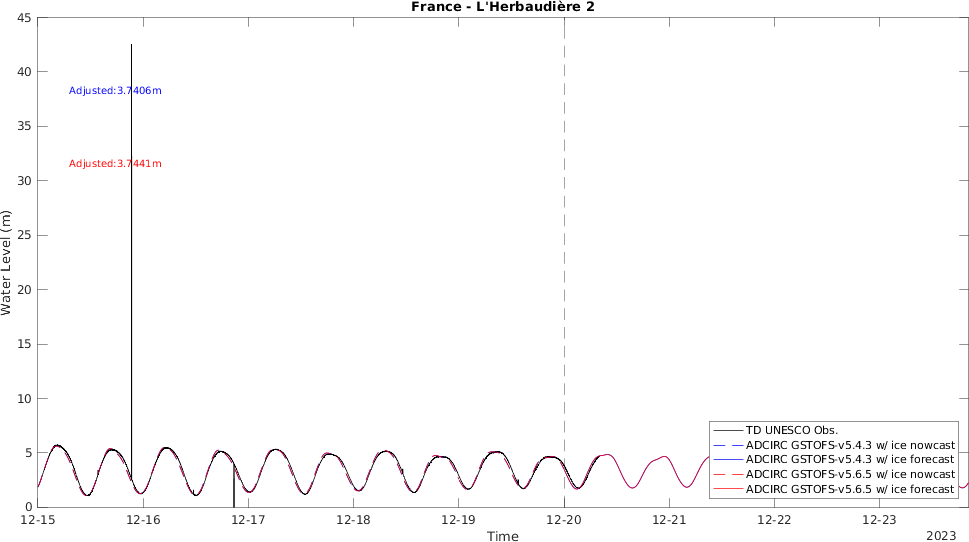 France - L'Herbaudière 2
45
40
35
30
25
20
15
10
5
0
Water Level (m)
Adjusted:3.7406m
Adjusted:3.7441m
TD UNESCO Obs.
ADCIRC GSTOFS-v5.4.3 w/ ice nowcast
ADCIRC GSTOFS-v5.4.3 w/ ice forecast
ADCIRC GSTOFS-v5.6.5 w/ ice nowcast
ADCIRC GSTOFS-v5.6.5 w/ ice forecast
12-15 12-16 12-17 12-18 12-19 12-20 12-21 12-22 12-23
Time
2023